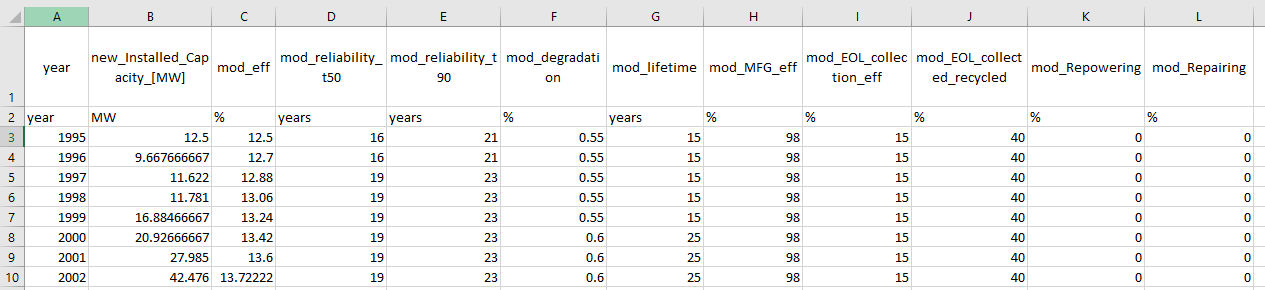 A B C D E F G H I J K L
1 year new_Installed_Capacity_[MW] mod_eff mod_reliability_t50 mod_reliability_t90 mod_degradation mod_lifetime mod_MFG_eff mod_EOL_collection_eff mod_EOL_collected_recycled mod_Repowering mod_Repairing
2 year MW % years years % years % % % % %
3 1995 12.5 12.5 16 21 0.55 15 98 15 40 0 0
4 1996 9.667666667 12.7 16 21 0.55 15 98 15 40 0 0
5 1997 11.622 12.88 19 23 0.55 15 98 15 40 0 0
6 1998 11.781 13.06 19 23 0.55 15 98 15 40 0 0
7 1999 16.88466667 13.24 19 23 0.55 15 98 15 40 0 0
8 2000 20.92666667 13.42 19 23 0.6 25 98 15 40 0 0
9 2001 27.985 13.6 19 23 0.6 25 98 15 40 0 0
10 2002 42.476 13.72222 19 23 0.6 25 98 15 40 0 0